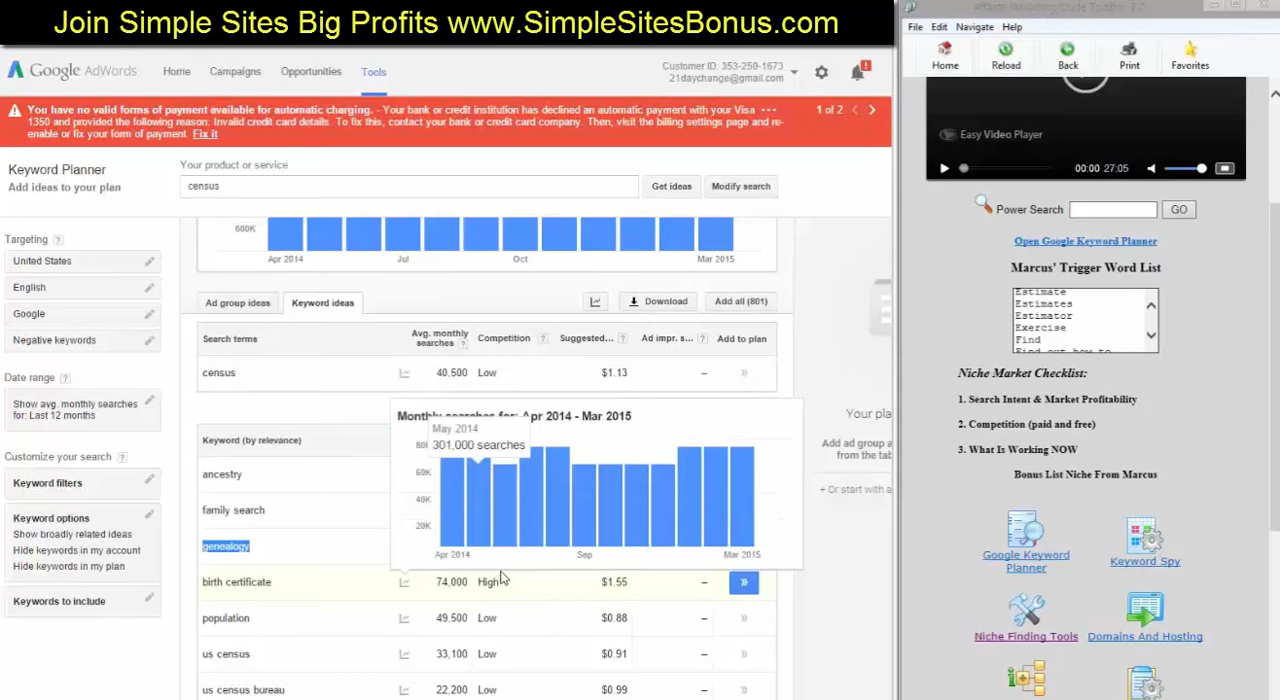 Join Simple Sites Big Profits www.SimpleSitesBonus.com
Google AdWords Home Campaigns Opportunities Tools
Customer ID: 353-250-1673
21daychange@gmail.com
You have no valid forms of payment available for automatic charging. - Your bank or credit institution has declined an automatic payment with your Visa ••• 1 of 2
1350 and provided the following reason: Invalid credit card details. To fix this, contact your bank or credit card company. Then, visit the billing settings page and re-
enable or fix your form of payment. Fix it
Keyword Planner
Add ideas to your plan
Your product or service
census Get ideas Modify search
Targeting ?
United States
English
Google
Negative keywords
Date range ?
Show avg. monthly searches
for: Last 12 months
Customize your search ?
Keyword filters
Keyword options
Show broadly related ideas
Hide keywords in my account
Hide keywords in my plan
Keywords to include
600K
Apr 2014 Jul Oct Mar 2015
Ad group ideas Keyword ideas Download Add all (801)
Search terms Avg. monthly searches ? Competition ? Suggested... ? Ad impr. s... ? Add to plan
census 40,500 Low $1.13 – »
Keyword (by relevance)
ancestry
family search
genealogy
Monthly searches for: Apr 2014 - Mar 2015
May 2014
301,000 searches
60K
40K
20K
Apr 2014 Sep Mar 2015
birth certificate 74,000 High $1.55 – »
population 49,500 Low $0.88 – »
us census 33,100 Low $0.91 – »
us census bureau 22,200 Low $0.99 – »
Your pla
Add ad group a
from the tab
+ Or start with a
File Edit Navigate Help
Home Reload Back Print Favorites
Easy Video Player
00:00 27:05
Power Search GO
Open Google Keyword Planner
Marcus' Trigger Word List
Estimate
Estimates
Estimator
Exercise
Find
Find out how to
Niche Market Checklist:
1. Search Intent & Market Profitability
2. Competition (paid and free)
3. What Is Working NOW
Bonus List Niche From Marcus
Google Keyword
Planner
Keyword Spy
Niche Finding Tools
Domains And Hosting